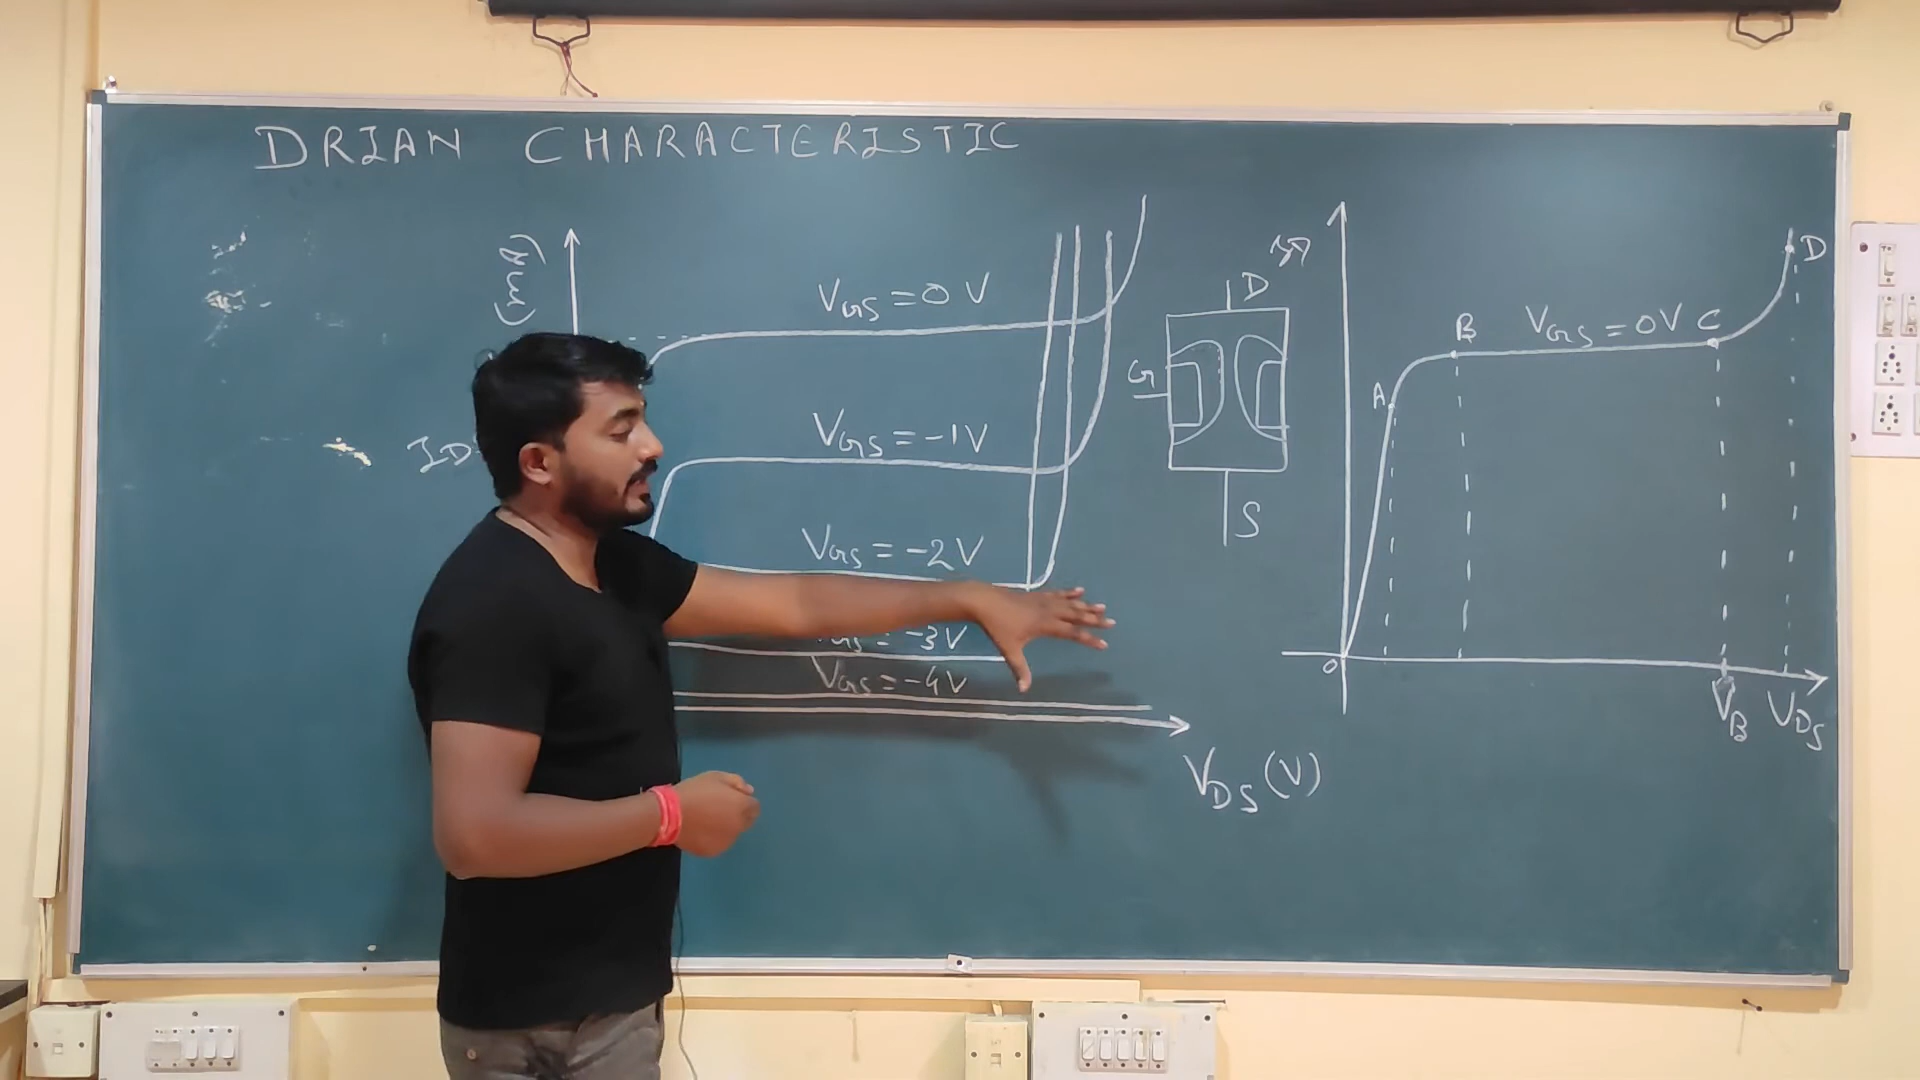 DRIAN CHARACTERISTIC
(mA)
ID
VGS = 0 V
VGS = -1V
VGS = -2V
VGS = -3V
VGS = -4V
VDS (V)
D
G
S
A
B
VGS = 0V C
D
0
VB VDS